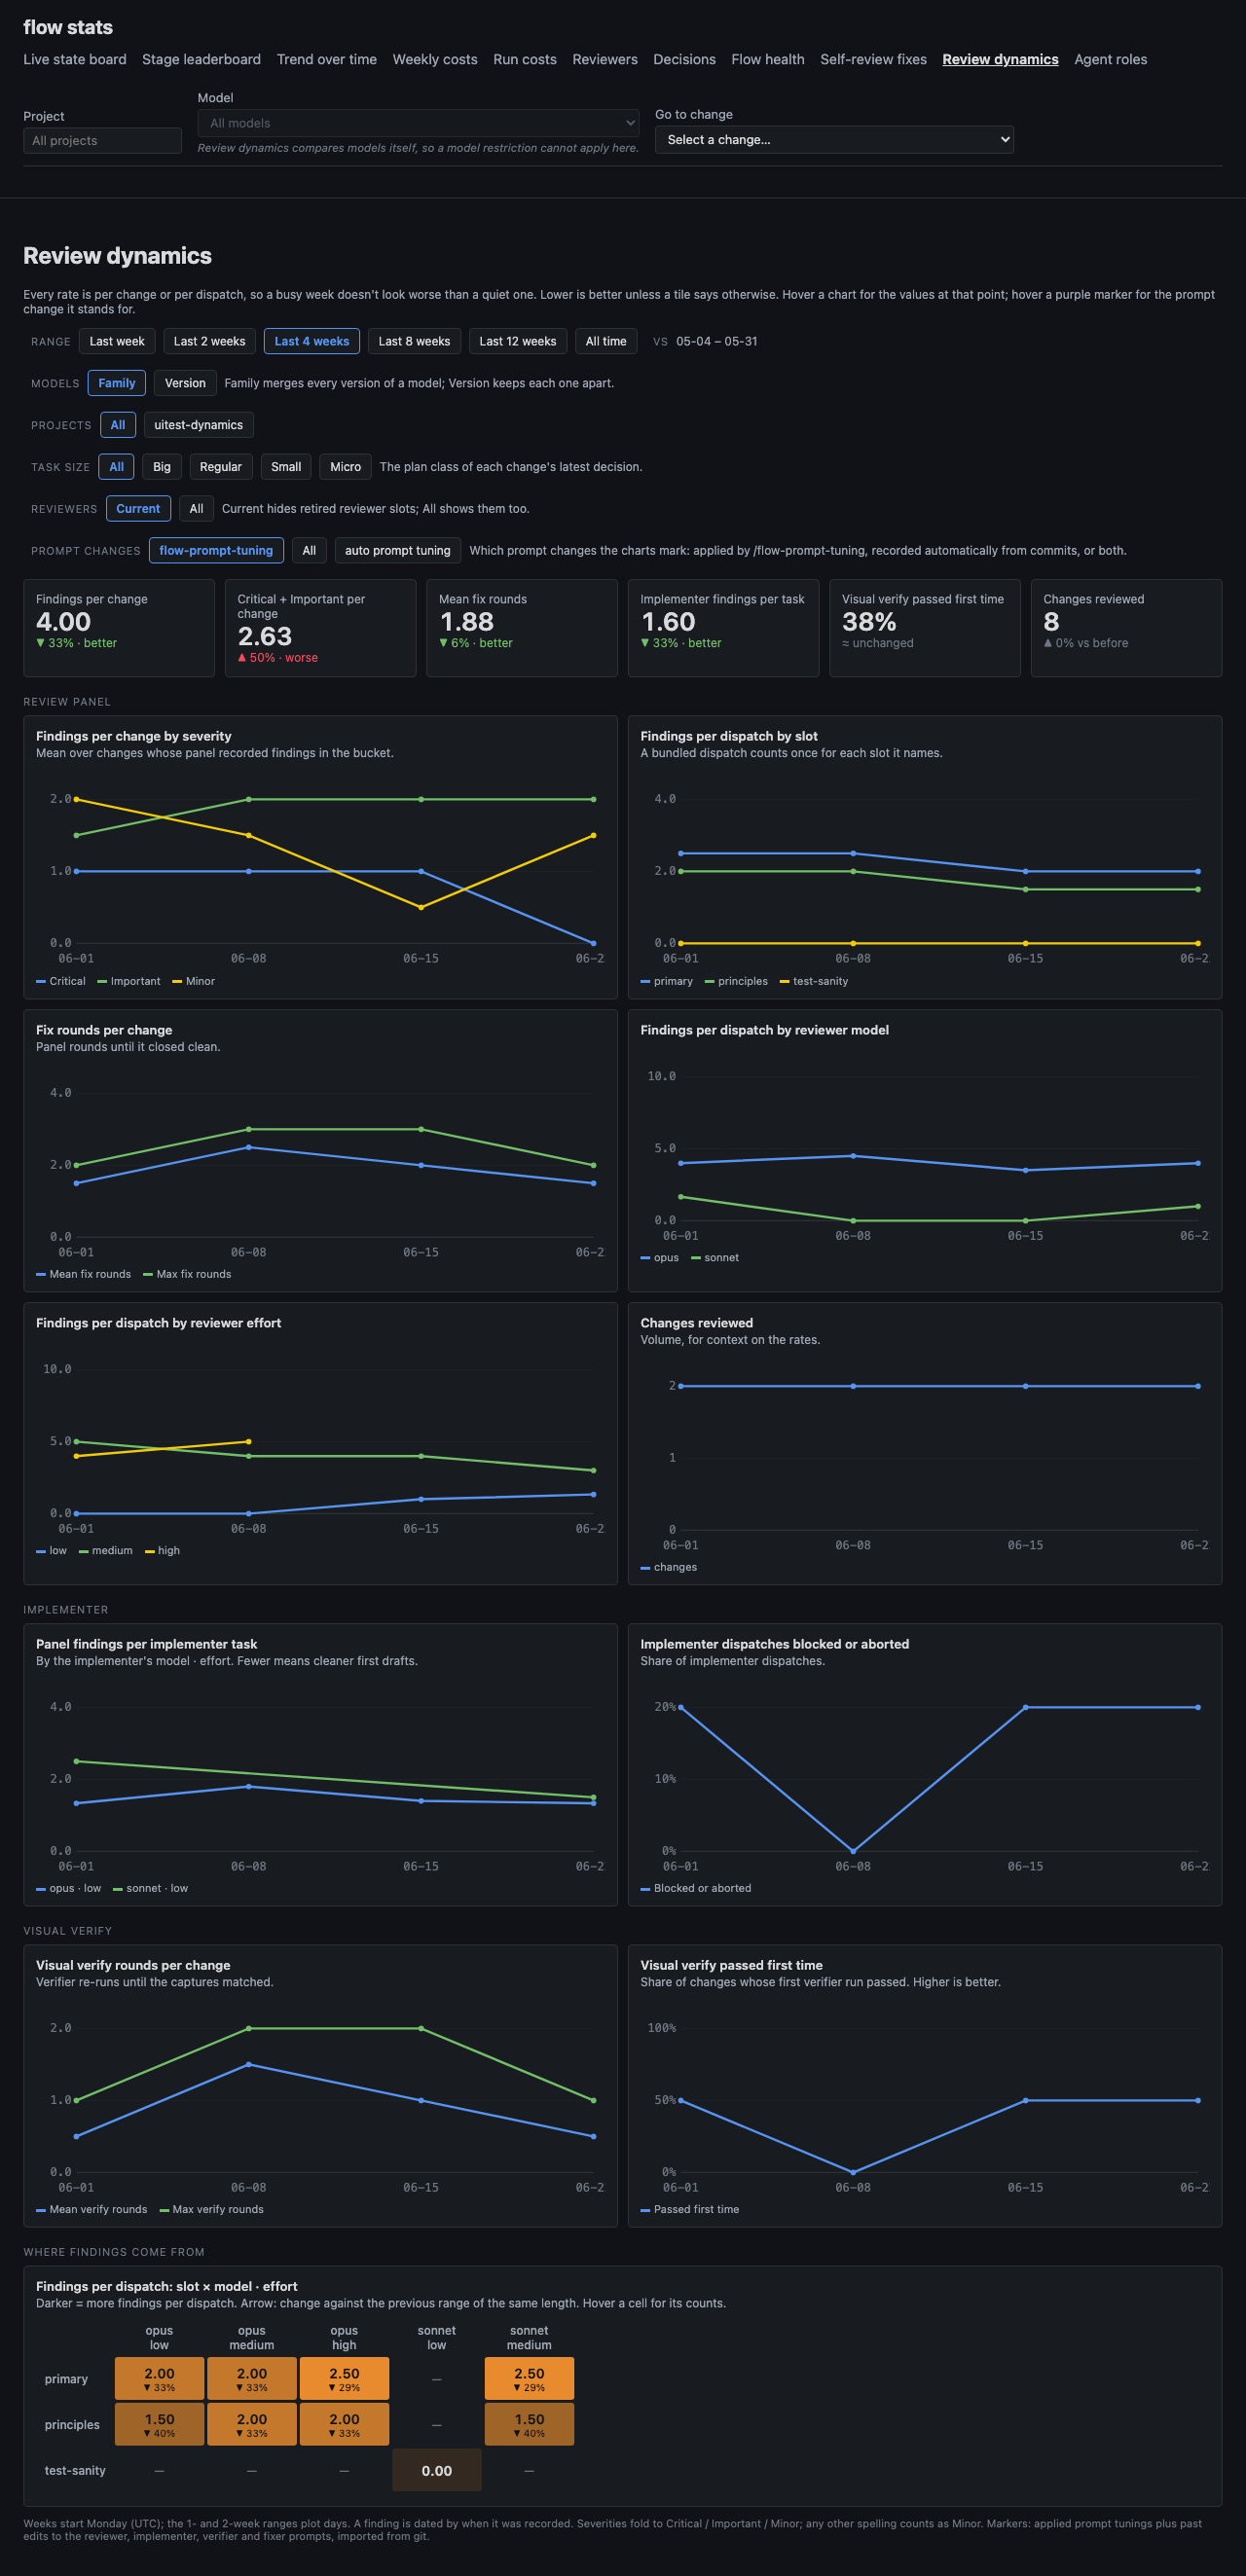 flow stats
Live state board Stage leaderboard Trend over time Weekly costs Run costs Reviewers Decisions Flow health Self-review fixes Review dynamics Agent roles
Project
All projects
Model
All models
Review dynamics compares models itself, so a model restriction cannot apply here.
Go to change
Select a change...
Review dynamics
Every rate is per change or per dispatch, so a busy week doesn't look worse than a quiet one. Lower is better unless a tile says otherwise. Hover a chart for the values at that point; hover a purple marker for the prompt
change it stands for.
RANGE Last week Last 2 weeks Last 4 weeks Last 8 weeks Last 12 weeks All time VS 05-04 – 05-31
MODELS Family Version Family merges every version of a model; Version keeps each one apart.
PROJECTS All uitest-dynamics
TASK SIZE All Big Regular Small Micro The plan class of each change's latest decision.
REVIEWERS Current All Current hides retired reviewer slots; All shows them too.
PROMPT CHANGES flow-prompt-tuning All auto prompt tuning Which prompt changes the charts mark: applied by /flow-prompt-tuning, recorded automatically from commits, or both.
Findings per change
4.00
▼ 33% · better
Critical + Important per
change
2.63
▲ 50% · worse
Mean fix rounds
1.88
▼ 6% · better
Implementer findings per task
1.60
▼ 33% · better
Visual verify passed first time
38%
≈ unchanged
Changes reviewed
8
▲ 0% vs before
REVIEW PANEL
Findings per change by severity
Mean over changes whose panel recorded findings in the bucket.
2.0
1.0
0.0
06-01 06-08 06-15 06-2
Critical Important Minor
Findings per dispatch by slot
A bundled dispatch counts once for each slot it names.
4.0
2.0
0.0
06-01 06-08 06-15 06-2
primary principles test-sanity
Fix rounds per change
Panel rounds until it closed clean.
4.0
2.0
0.0
06-01 06-08 06-15 06-2
Mean fix rounds Max fix rounds
Findings per dispatch by reviewer model
10.0
5.0
0.0
06-01 06-08 06-15 06-2
opus sonnet
Findings per dispatch by reviewer effort
10.0
5.0
0.0
06-01 06-08 06-15 06-2
low medium high
Changes reviewed
Volume, for context on the rates.
2
1
0
06-01 06-08 06-15 06-2
changes
IMPLEMENTER
Panel findings per implementer task
By the implementer's model · effort. Fewer means cleaner first drafts.
4.0
2.0
0.0
06-01 06-08 06-15 06-2
opus · low sonnet · low
Implementer dispatches blocked or aborted
Share of implementer dispatches.
20%
10%
0%
06-01 06-08 06-15 06-2
Blocked or aborted
VISUAL VERIFY
Visual verify rounds per change
Verifier re-runs until the captures matched.
2.0
1.0
0.0
06-01 06-08 06-15 06-2
Mean verify rounds Max verify rounds
Visual verify passed first time
Share of changes whose first verifier run passed. Higher is better.
100%
50%
0%
06-01 06-08 06-15 06-2
Passed first time
WHERE FINDINGS COME FROM
Findings per dispatch: slot × model · effort
Darker = more findings per dispatch. Arrow: change against the previous range of the same length. Hover a cell for its counts.
opus opus opus sonnet sonnet
low medium high low medium
primary 2.00 2.00 2.50 — 2.50
▼ 33% ▼ 33% ▼ 29% ▼ 29%
principles 1.50 2.00 2.00 — 1.50
▼ 40% ▼ 33% ▼ 33% ▼ 40%
test-sanity — — — 0.00 —
Weeks start Monday (UTC); the 1- and 2-week ranges plot days. A finding is dated by when it was recorded. Severities fold to Critical / Important / Minor; any other spelling counts as Minor. Markers: applied prompt tunings plus past
edits to the reviewer, implementer, verifier and fixer prompts, imported from git.